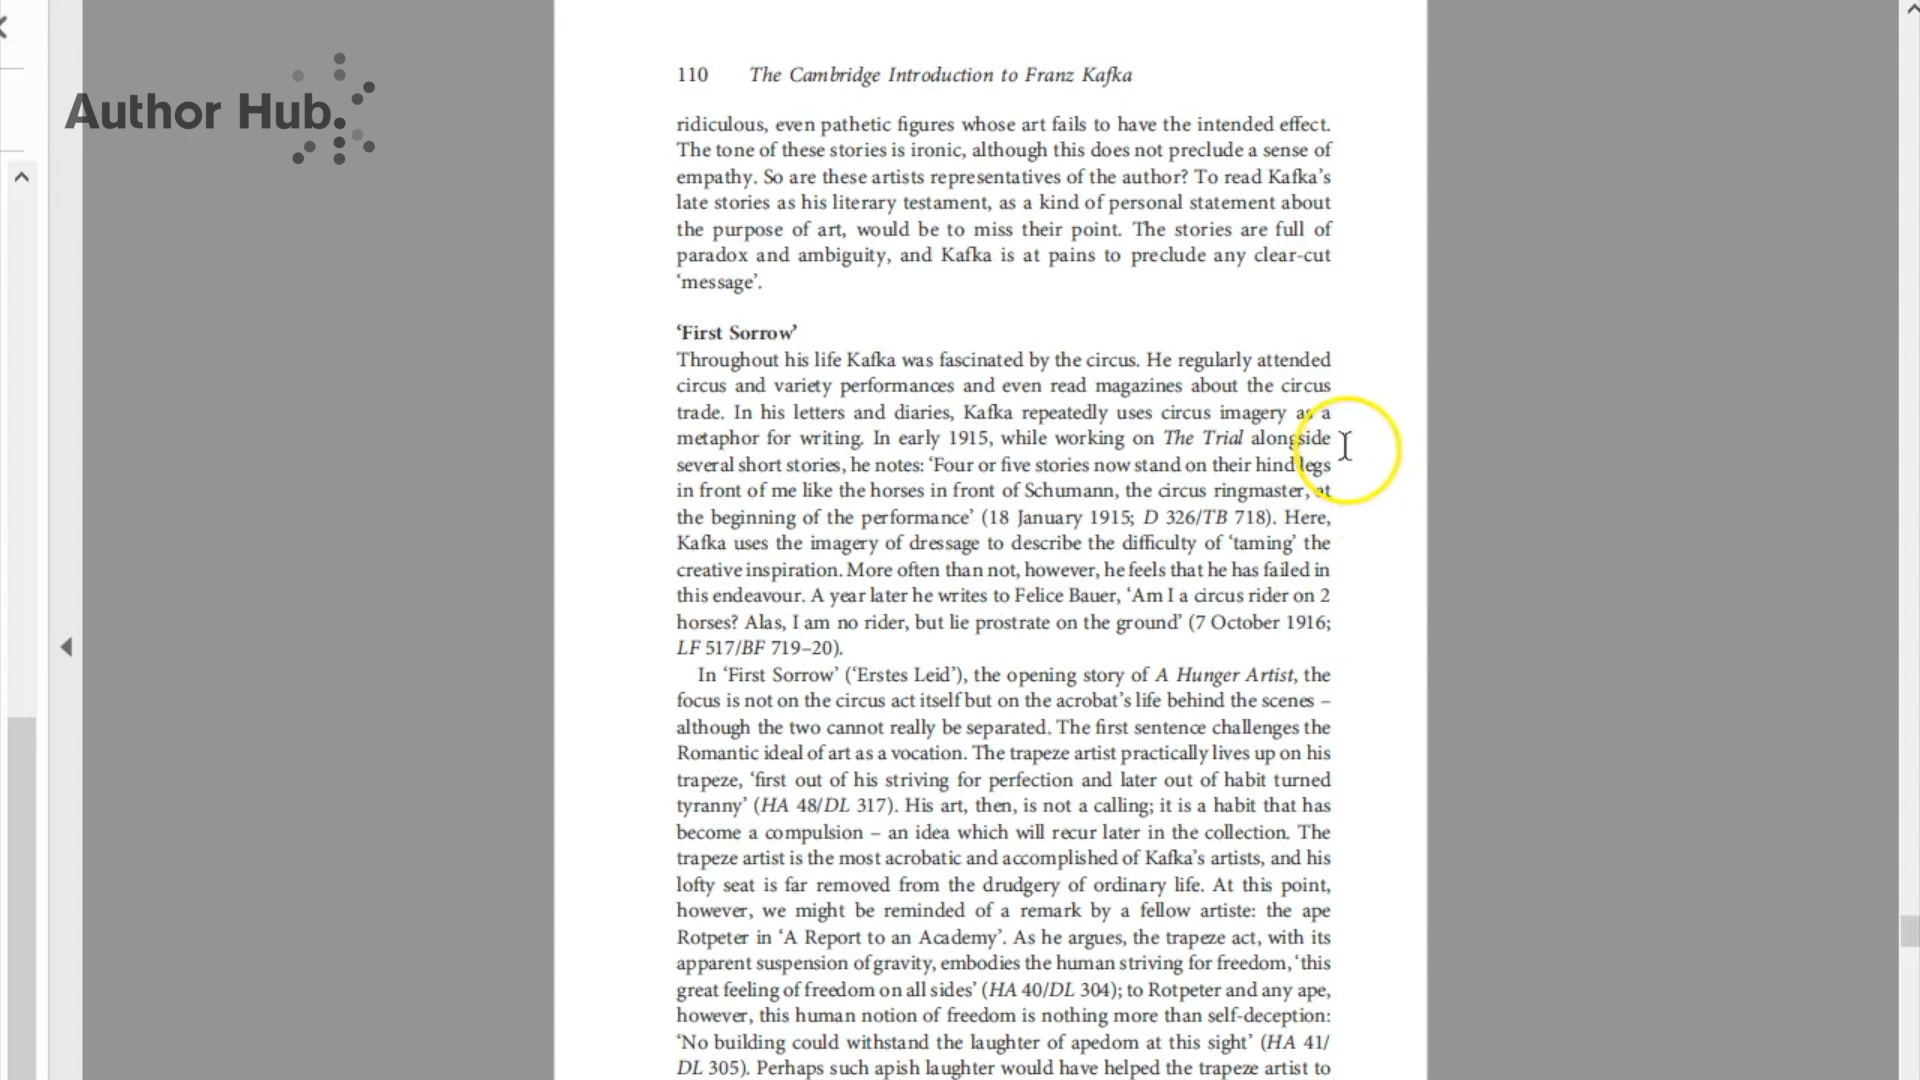 Author Hub.
110 The Cambridge Introduction to Franz Kafka
ridiculous, even pathetic figures whose art fails to have the intended effect.
The tone of these stories is ironic, although this does not preclude a sense of
empathy. So are these artists representatives of the author? To read Kafka’s
late stories as his literary testament, as a kind of personal statement about
the purpose of art, would be to miss their point. The stories are full of
paradox and ambiguity, and Kafka is at pains to preclude any clear-cut
‘message’.
‘First Sorrow’
Throughout his life Kafka was fascinated by the circus. He regularly attended
circus and variety performances and even read magazines about the circus
trade. In his letters and diaries, Kafka repeatedly uses circus imagery as a
metaphor for writing. In early 1915, while working on The Trial alongside
several short stories, he notes: ‘Four or five stories now stand on their hind legs
in front of me like the horses in front of Schumann, the circus ringmaster, at
the beginning of the performance’ (18 January 1915; D 326/TB 718). Here,
Kafka uses the imagery of dressage to describe the difficulty of ‘taming’ the
creative inspiration. More often than not, however, he feels that he has failed in
this endeavour. A year later he writes to Felice Bauer, ‘Am I a circus rider on 2
horses? Alas, I am no rider, but lie prostrate on the ground’ (7 October 1916;
LF 517/BF 719–20).
In ‘First Sorrow’ (‘Erstes Leid’), the opening story of A Hunger Artist, the
focus is not on the circus act itself but on the acrobat’s life behind the scenes –
although the two cannot really be separated. The first sentence challenges the
Romantic ideal of art as a vocation. The trapeze artist practically lives up on his
trapeze, ‘first out of his striving for perfection and later out of habit turned
tyranny’ (HA 48/DL 317). His art, then, is not a calling; it is a habit that has
become a compulsion – an idea which will recur later in the collection. The
trapeze artist is the most acrobatic and accomplished of Kafka’s artists, and his
lofty seat is far removed from the drudgery of ordinary life. At this point,
however, we might be reminded of a remark by a fellow artiste: the ape
Rotpeter in ‘A Report to an Academy’. As he argues, the trapeze act, with its
apparent suspension of gravity, embodies the human striving for freedom, ‘this
great feeling of freedom on all sides’ (HA 40/DL 304); to Rotpeter and any ape,
however, this human notion of freedom is nothing more than self-deception:
‘No building could withstand the laughter of apedom at this sight’ (HA 41/
DL 305). Perhaps such apish laughter would have helped the trapeze artist to